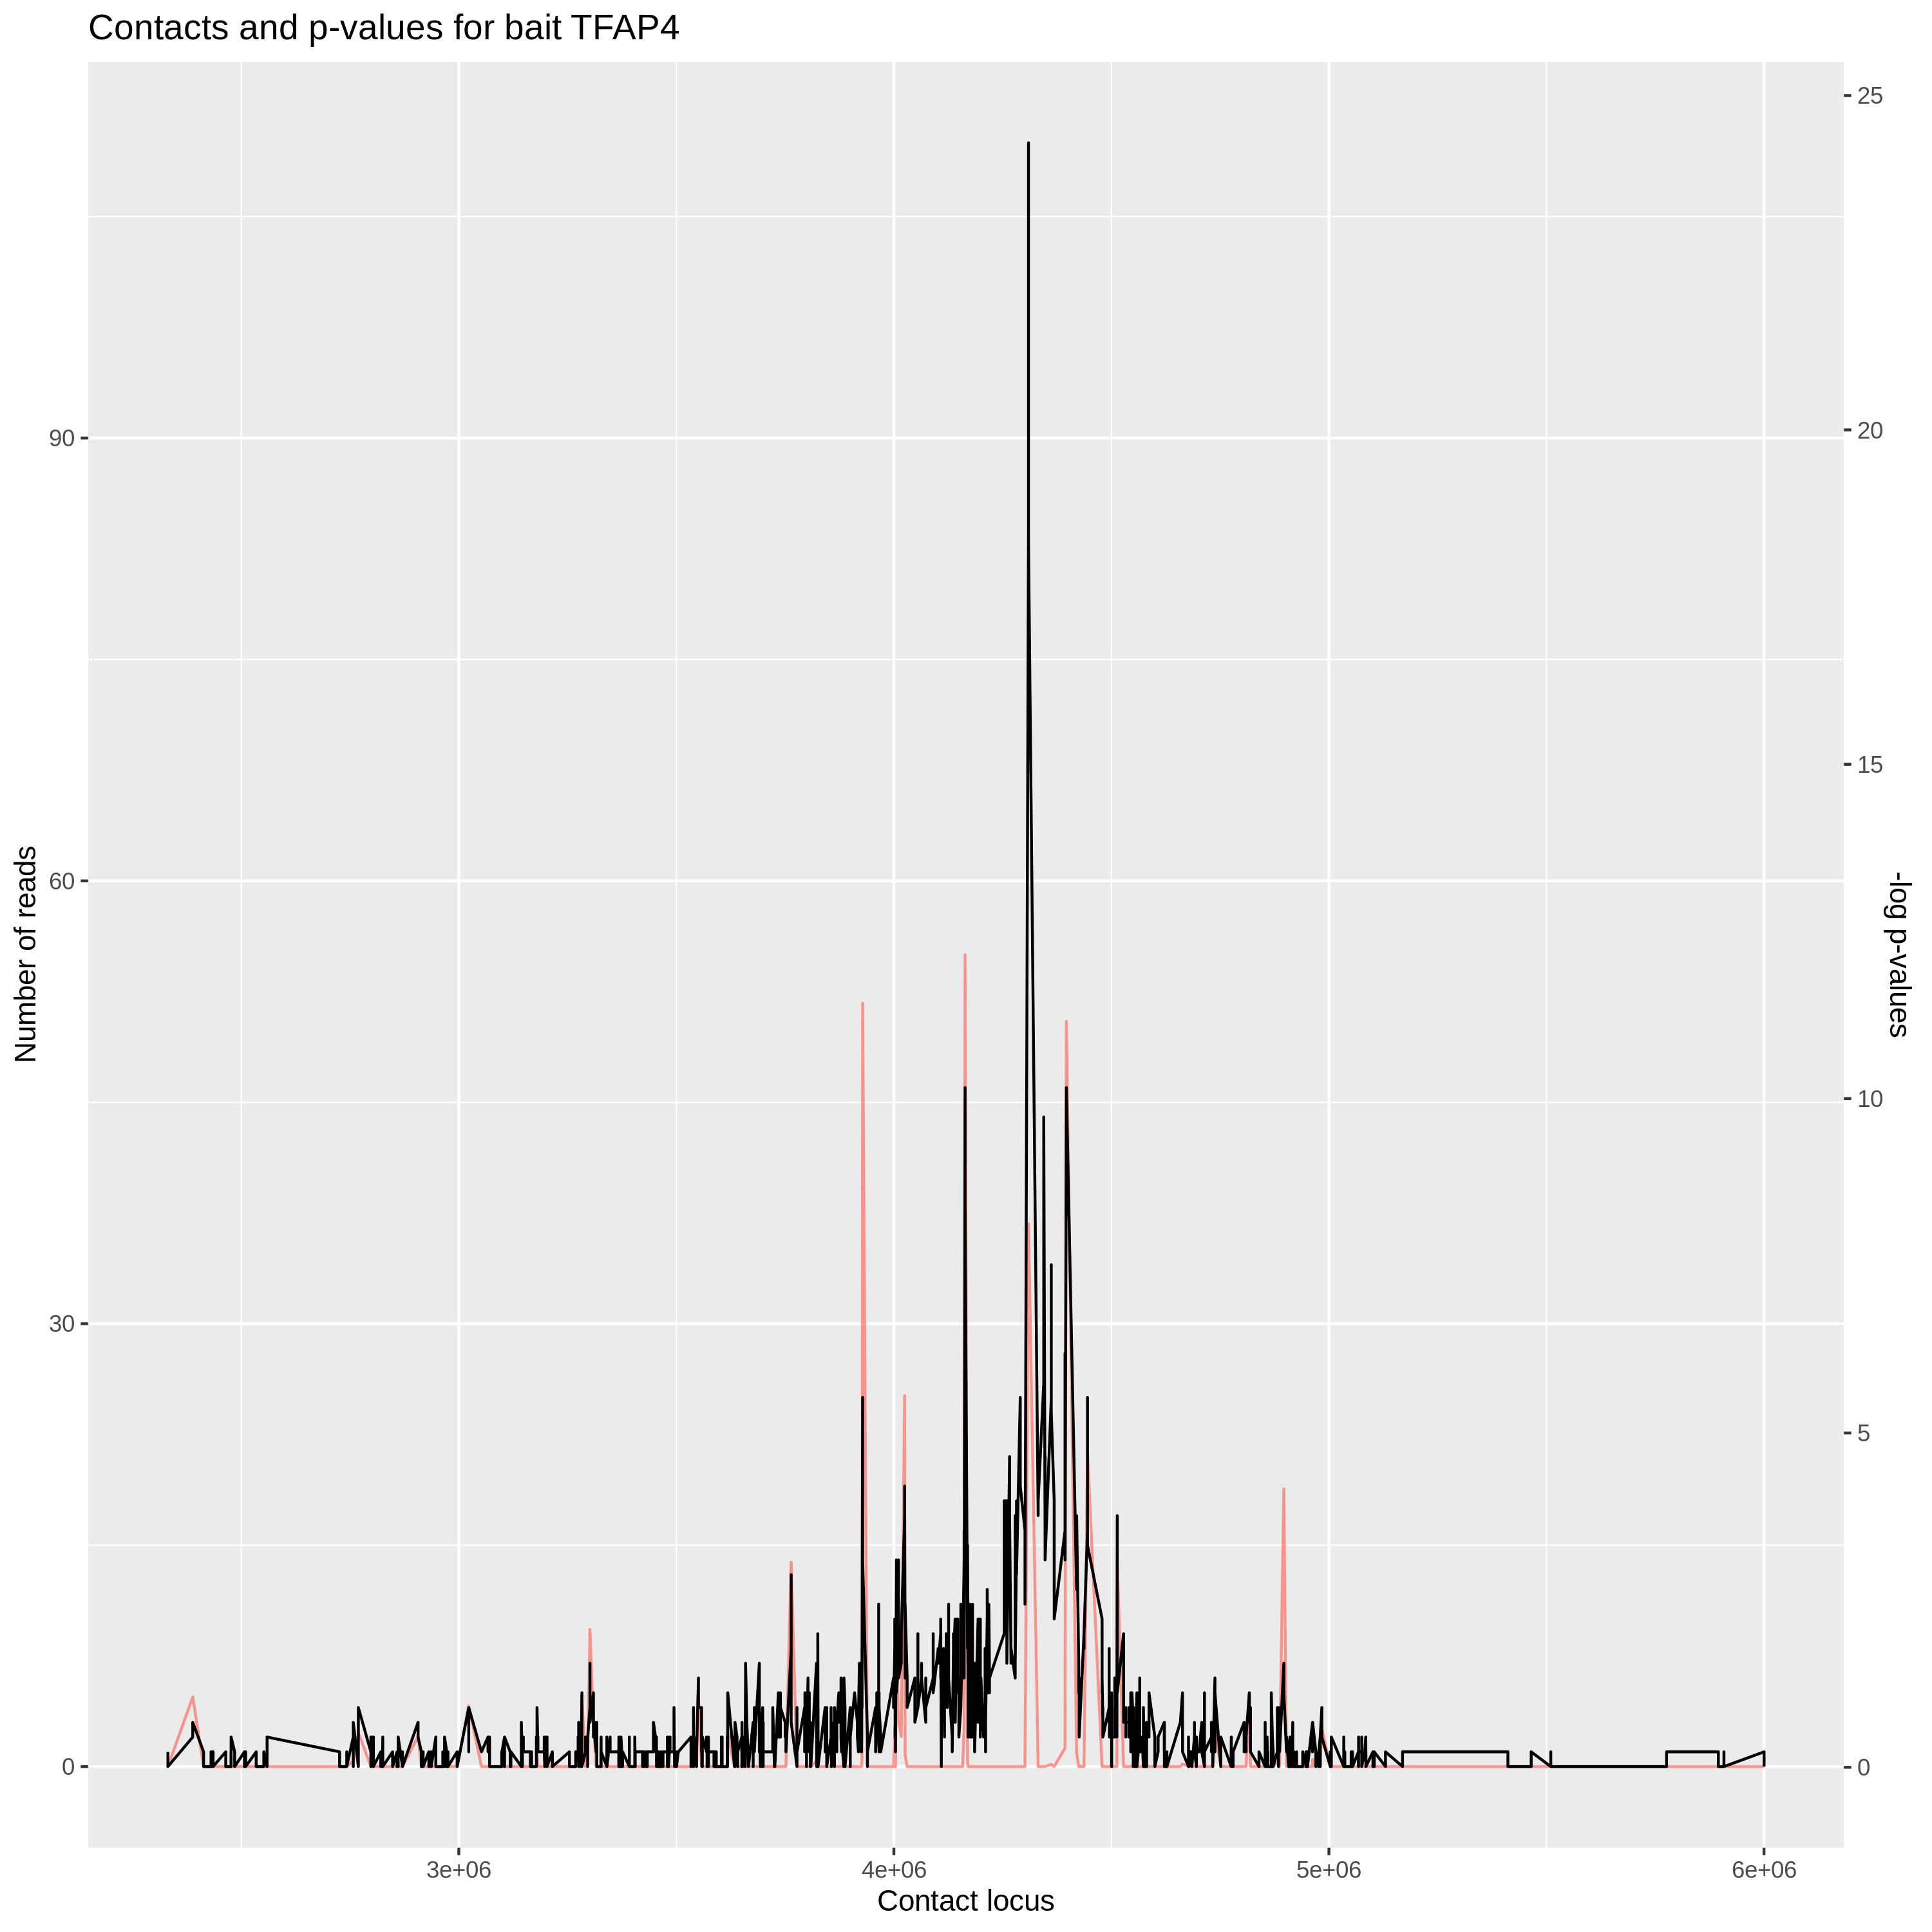 Contacts and p-values for bait TFAP4
25
90
20
15
Number of reads
60
-log p-values
10
30
5
0
0
3e+06
4e+06
5e+06
6e+06
Contact locus